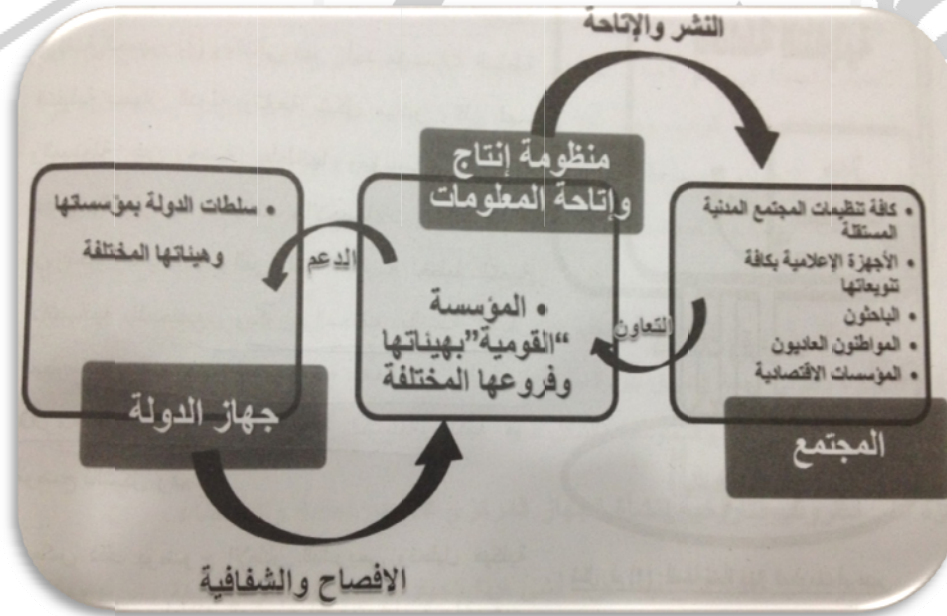 النشر والإتاحة
منظومة إنتاج
وإتاحة المعلومات
• كافة تنظيمات المجتمع المدنية
المستقلة
• الأجهزة الإعلامية بكافة
تنويعاتها
• الباحثون
• المواطنون العاديون
• المؤسسات الاقتصادية
المجتمع
التعاون
• المؤسسة
“القومية” بهيئاتها
وفروعها المختلفة
الدعم
• سلطات الدولة بمؤسساتها
وهيئاتها المختلفة
جهاز الدولة
الافصاح والشفافية